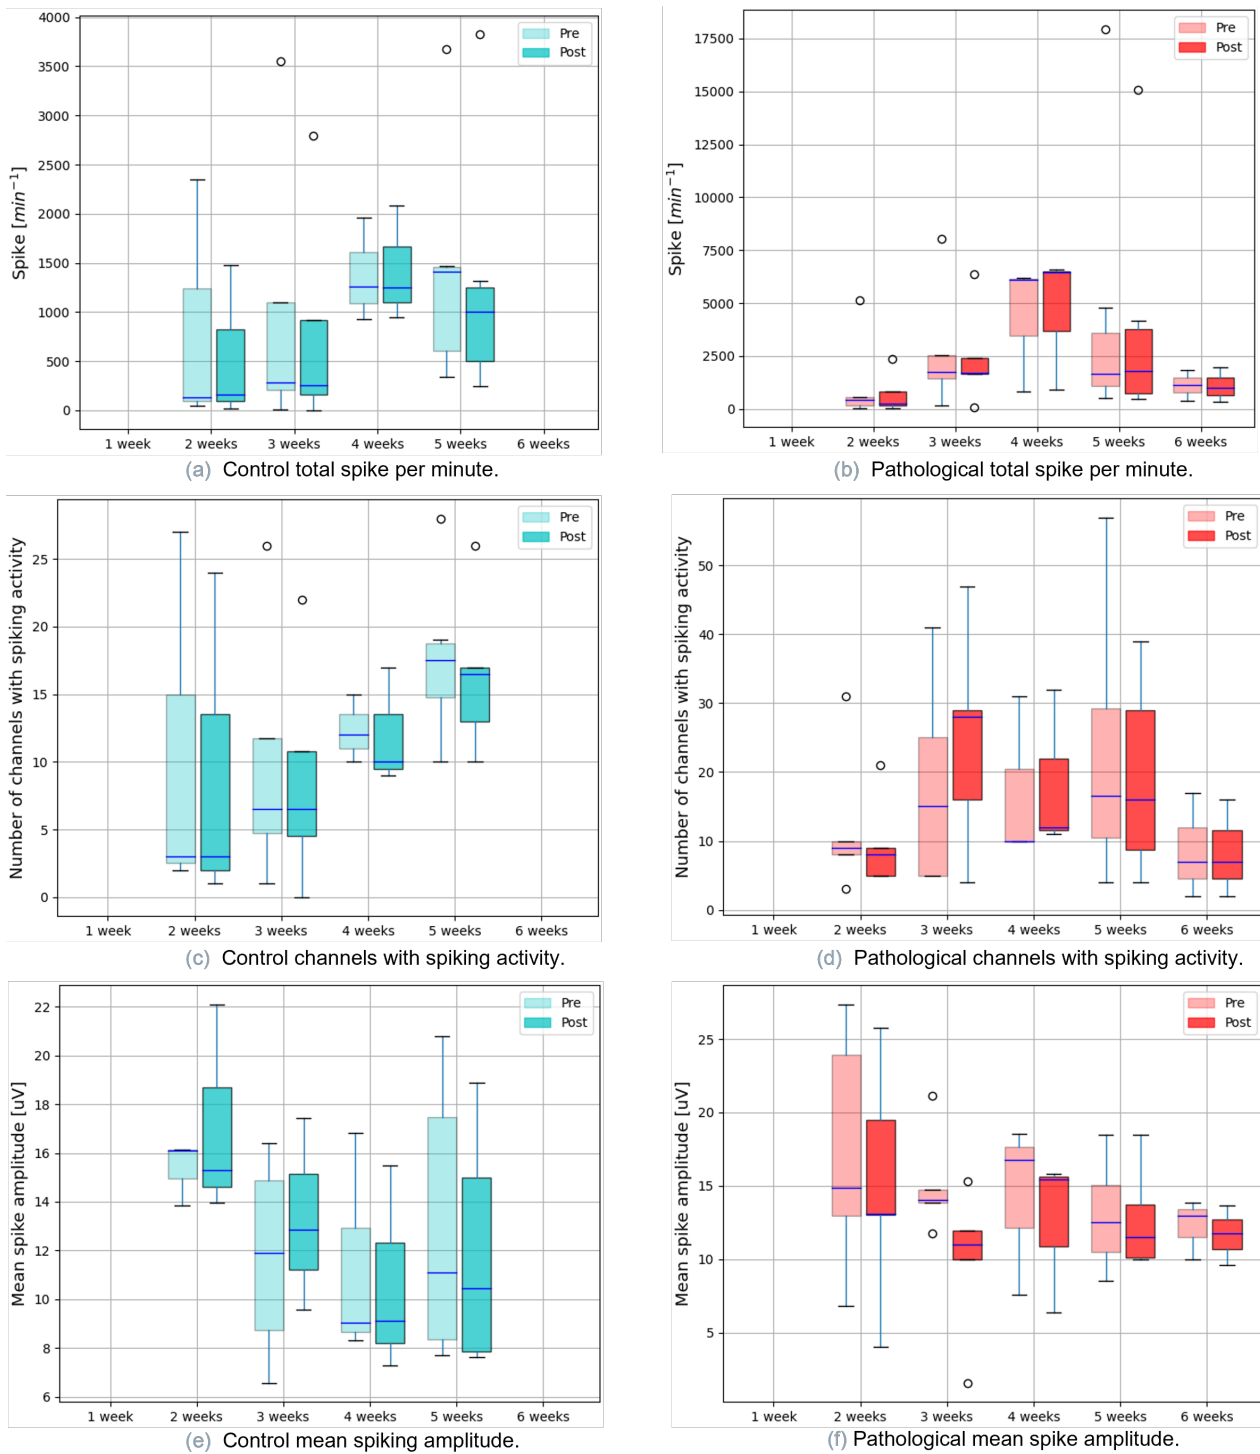 4000
3500
3000
2500
2000
1500
1000
500
0
Spike [min⁻¹]
Pre
Post
1 week 2 weeks 3 weeks 4 weeks 5 weeks 6 weeks
(a) Control total spike per minute.
17500
15000
12500
10000
7500
5000
2500
0
Spike [min⁻¹]
Pre
Post
1 week 2 weeks 3 weeks 4 weeks 5 weeks 6 weeks
(b) Pathological total spike per minute.
25
20
15
10
5
0
Number of channels with spiking activity
Pre
Post
1 week 2 weeks 3 weeks 4 weeks 5 weeks 6 weeks
(c) Control channels with spiking activity.
50
40
30
20
10
0
Number of channels with spiking activity
Pre
Post
1 week 2 weeks 3 weeks 4 weeks 5 weeks 6 weeks
(d) Pathological channels with spiking activity.
22
20
18
16
14
12
10
8
6
Mean spike amplitude [uV]
Pre
Post
1 week 2 weeks 3 weeks 4 weeks 5 weeks 6 weeks
(e) Control mean spiking amplitude.
25
20
15
10
5
Mean spike amplitude [uV]
Pre
Post
1 week 2 weeks 3 weeks 4 weeks 5 weeks 6 weeks
(f) Pathological mean spike amplitude.